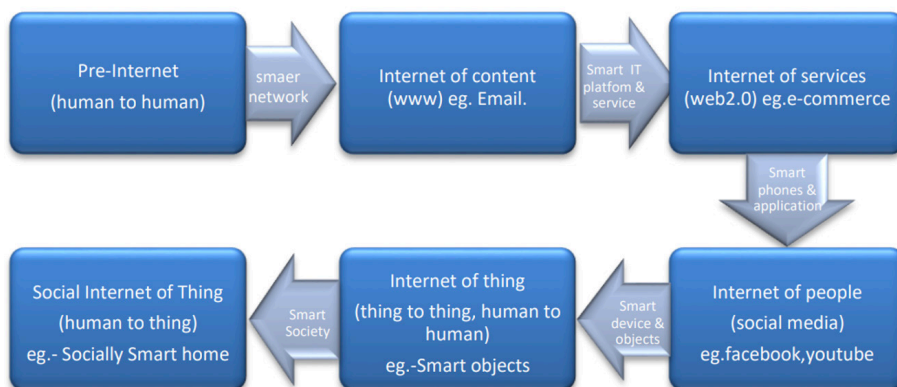 Pre-Internet
(human to human)
smaer
network
Internet of content
(www) eg. Email.
Smart IT
platfom &
service
Internet of services
(web2.0) eg.e-commerce
Smart
phones &
application
Internet of people
(social media)
eg.facebook,youtube
Smart
device &
objects
Internet of thing
(thing to thing, human to
human)
eg.-Smart objects
Smart
Society
Social Internet of Thing
(human to thing)
eg.- Socially Smart home